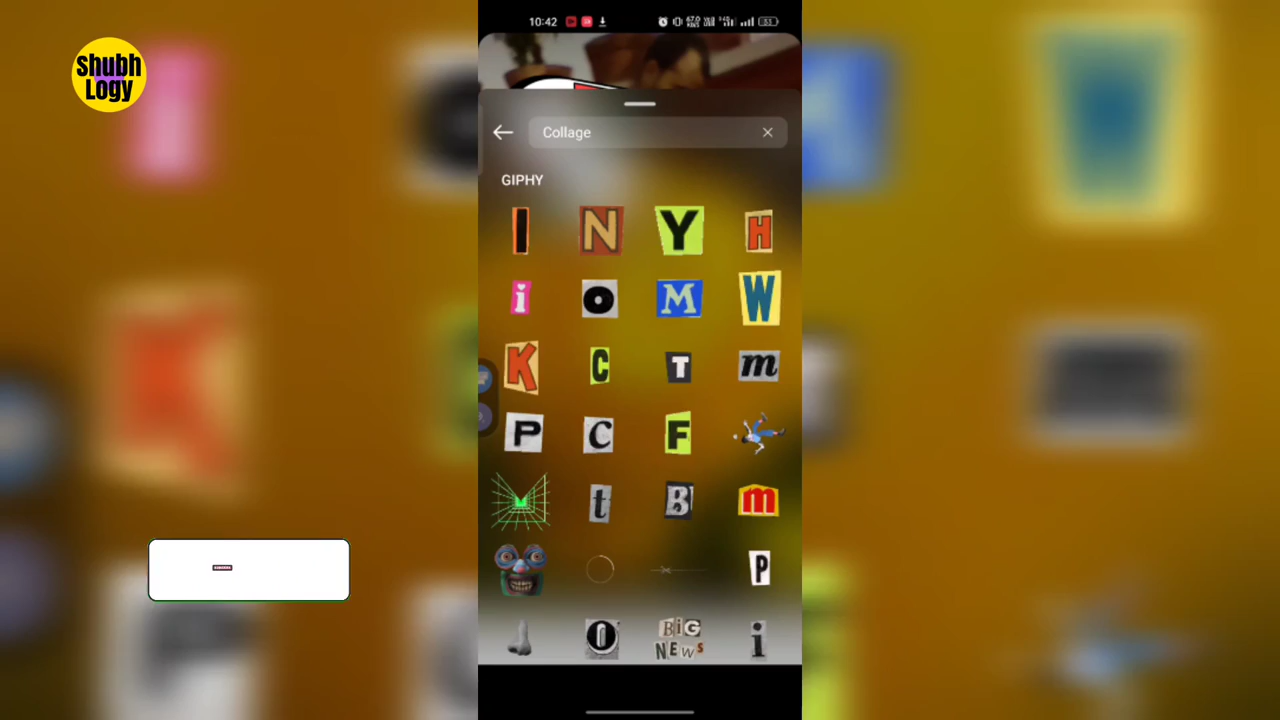 Shubh
Logy
10:42
Collage
GIPHY
I N Y H
i o M W
K C T m
P C F
t B m
P
O BiG NEWS i